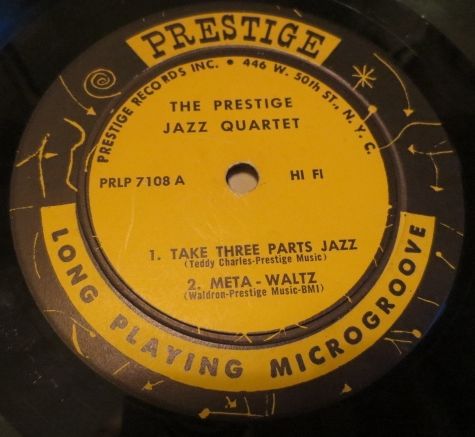 PRESTIGE
PRESTIGE RECORDS INC. • 446 W. 50th ST., N.Y.C.
THE PRESTIGE
JAZZ QUARTET
PRLP 7108 A HI FI
1. TAKE THREE PARTS JAZZ
(Teddy Charles-Prestige Music)
2. META - WALTZ
(Waldron-Prestige Music-BMI)
LONG PLAYING MICROGROOVE